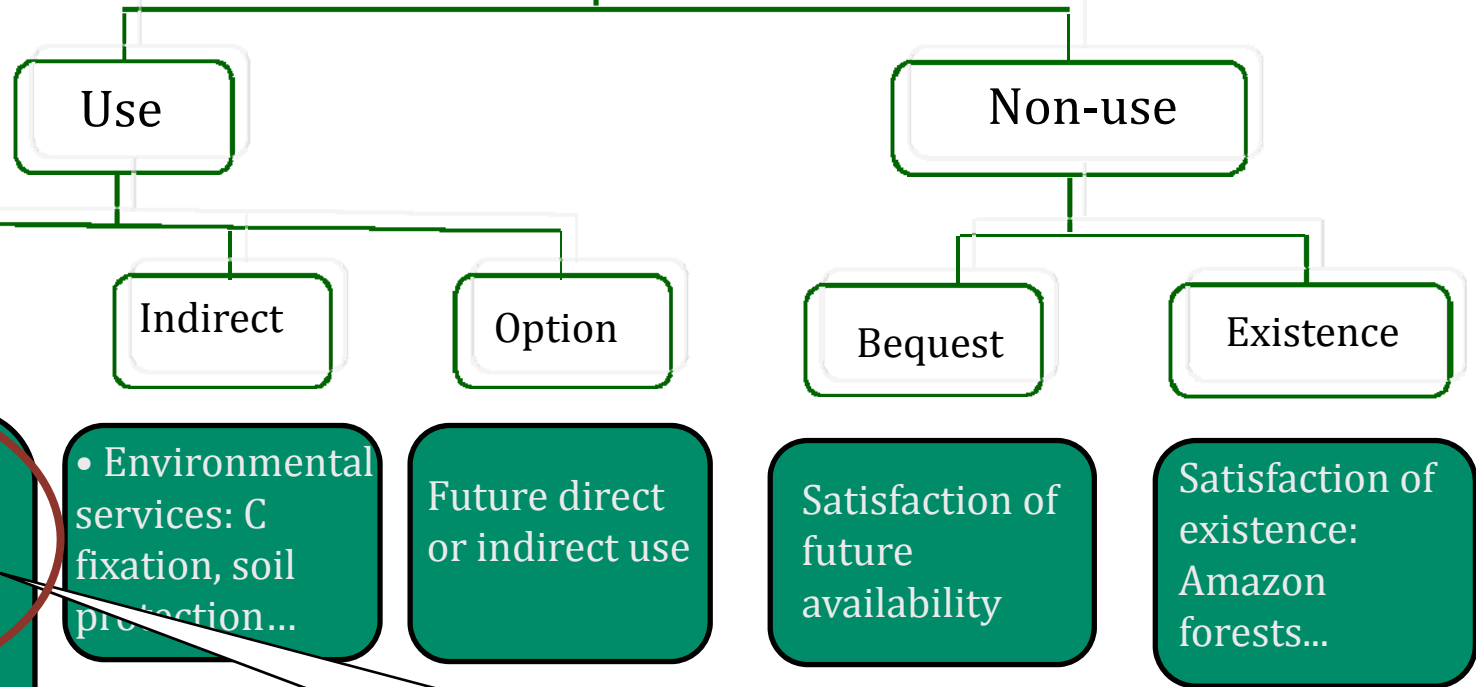 Use
Non-use
Indirect
Option
Bequest
Existence
• Environmental
services: C
fixation, soil
protection...
Future direct
or indirect use
Satisfaction of
future
availability
Satisfaction of
existence:
Amazon
forests...